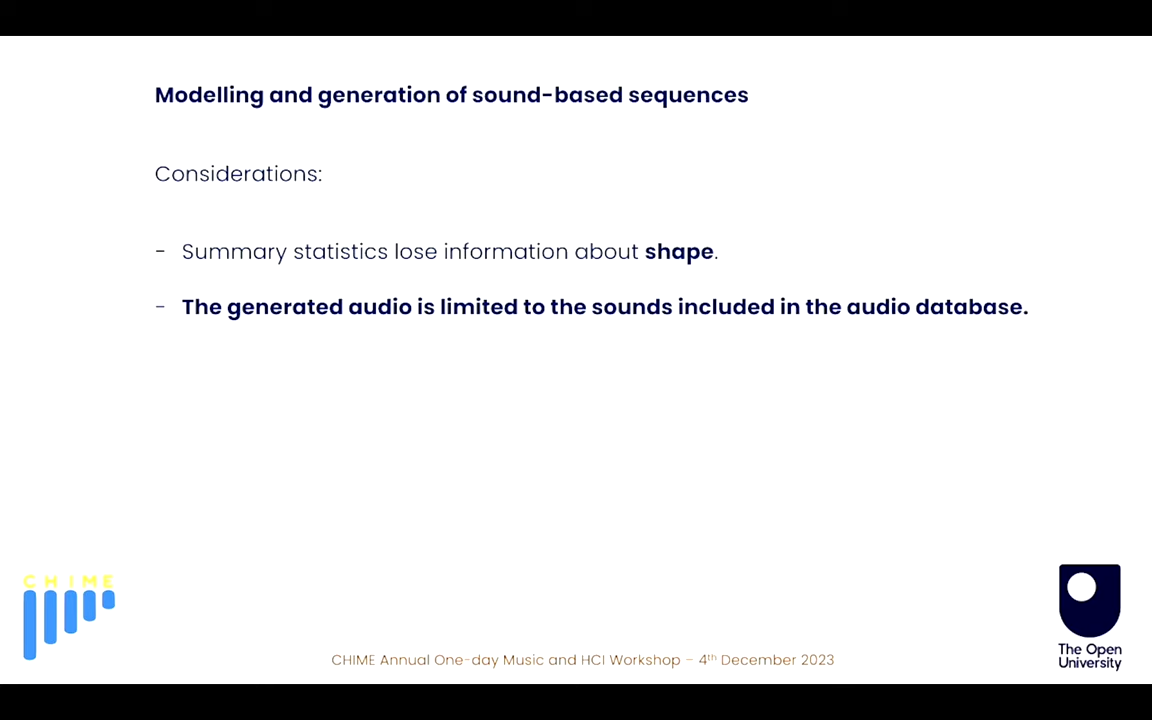 Modelling and generation of sound-based sequences
Considerations:
- Summary statistics lose information about shape.
- The generated audio is limited to the sounds included in the audio database.
CHIME
CHIME Annual One-day Music and HCI Workshop – 4th December 2023
The Open
University